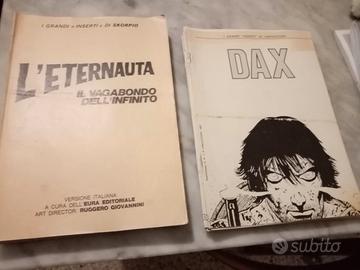 I GRANDI «INSERTI» DI SKORPIO
L'ETERNAUTA
IL VAGABONDO
DELL'INFINITO
VERSIONE ITALIANA
A CURA DELL'EURA EDITORIALE
ART DIRECTOR: RUGGERO GIOVANNINI
DAX
subito